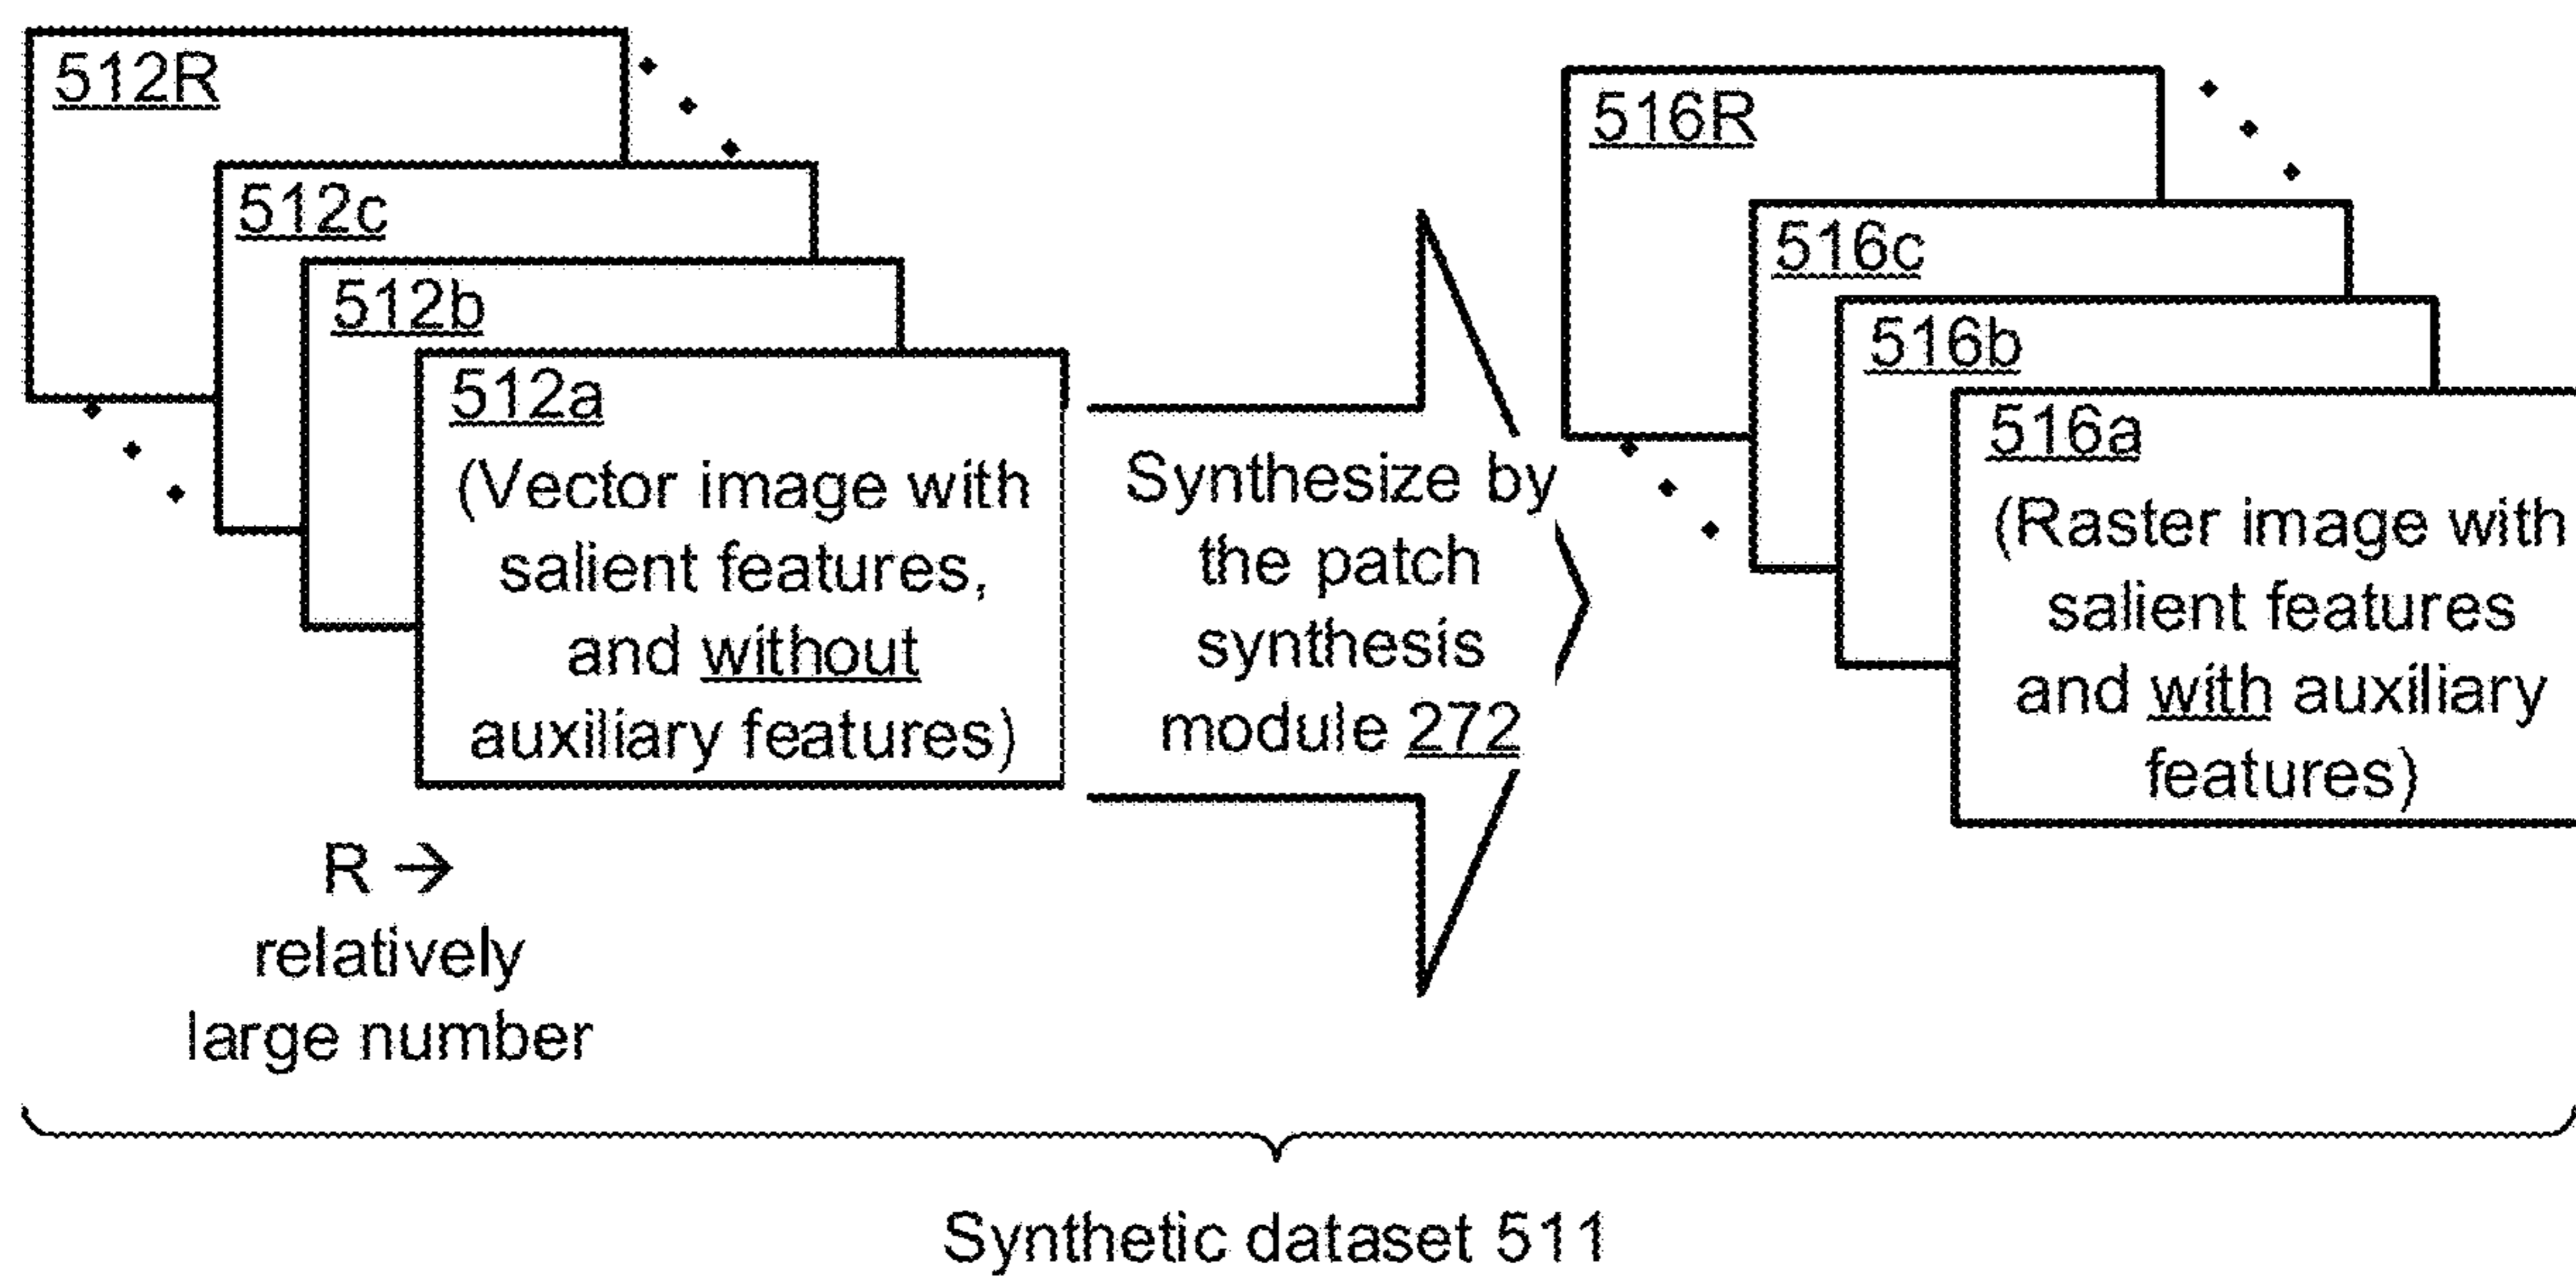 512R
512c
512b
512a
(Vector image with
salient features,
and without
auxiliary features)
R →
relatively
large number
Synthesize by
the patch
synthesis
module 272
516R
516c
516b
516a
(Raster image with
salient features
and with auxiliary
features)
Synthetic dataset 511